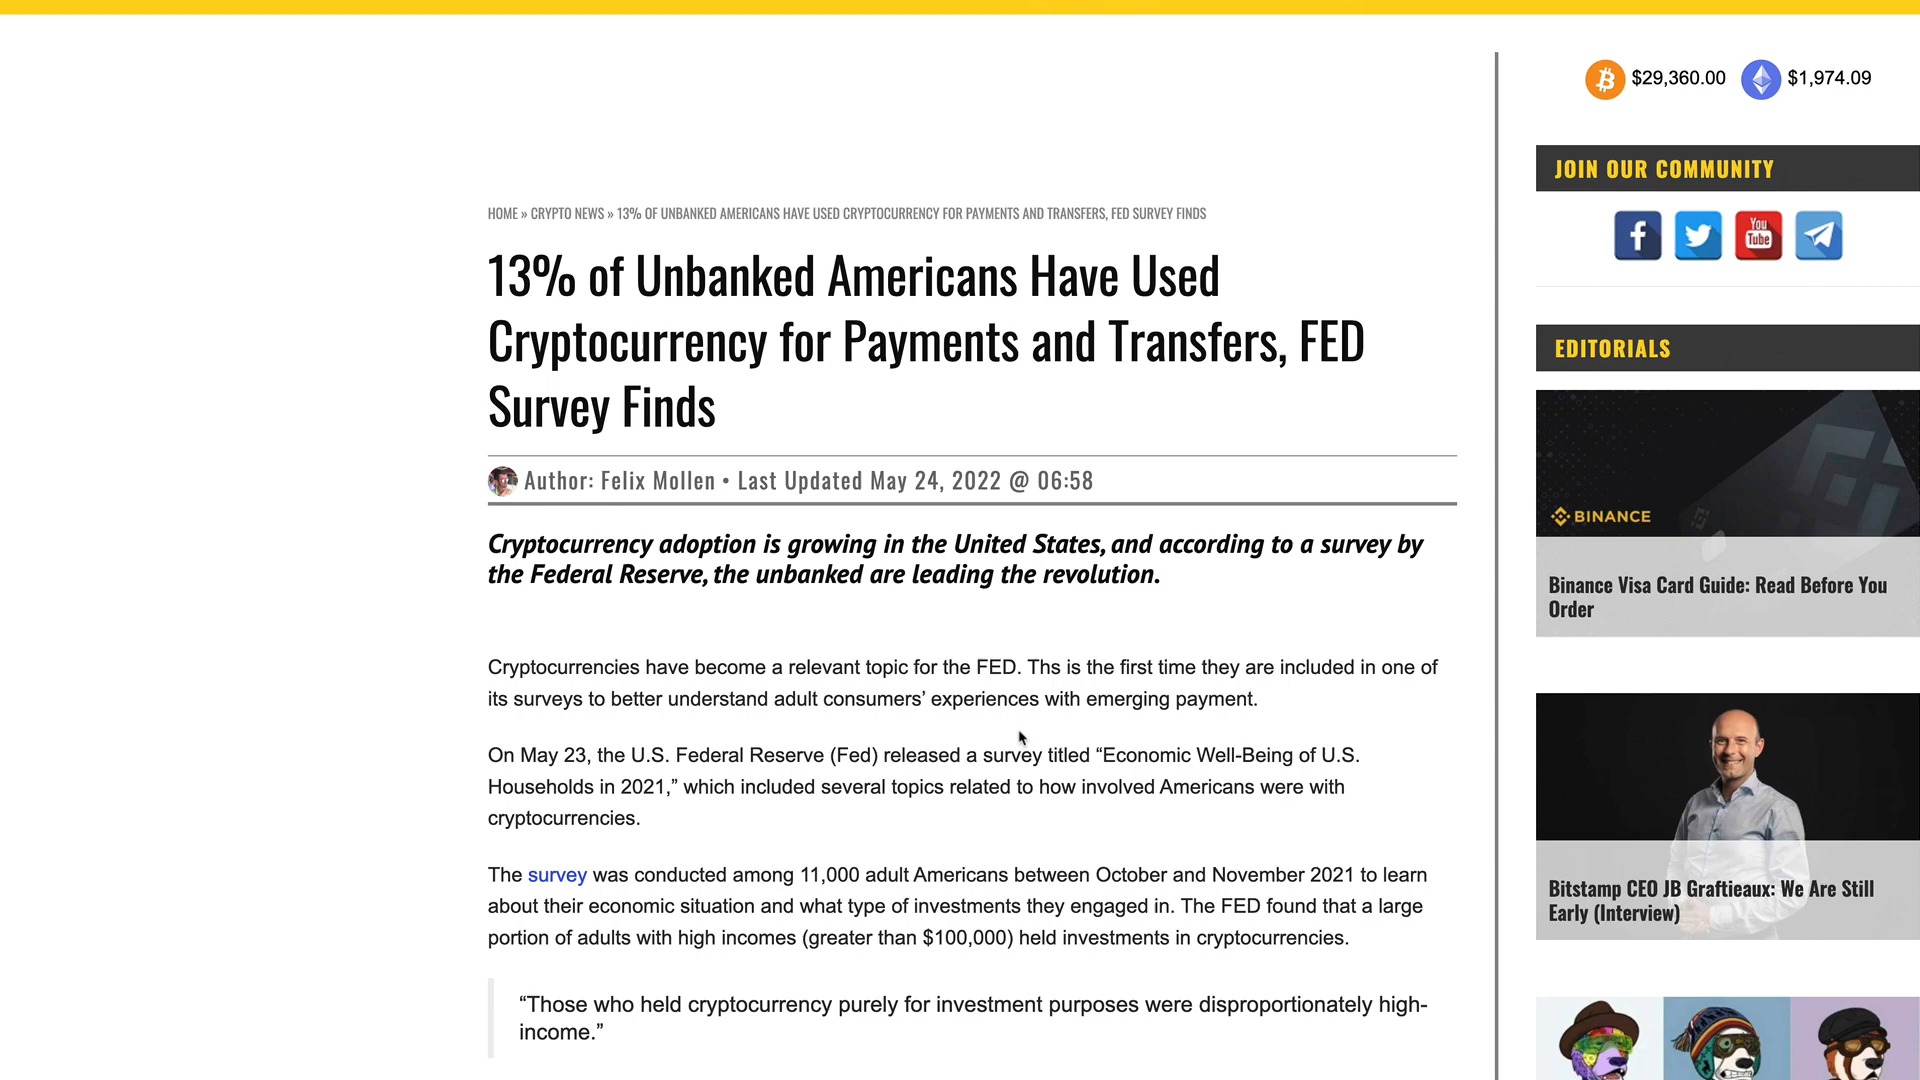 $29,360.00 $1,974.09
JOIN OUR COMMUNITY
You
Tube
HOME » CRYPTO NEWS » 13% OF UNBANKED AMERICANS HAVE USED CRYPTOCURRENCY FOR PAYMENTS AND TRANSFERS, FED SURVEY FINDS
13% of Unbanked Americans Have Used
Cryptocurrency for Payments and Transfers, FED
Survey Finds
Author: Felix Mollen • Last Updated May 24, 2022 @ 06:58
Cryptocurrency adoption is growing in the United States, and according to a survey by
the Federal Reserve, the unbanked are leading the revolution.
Cryptocurrencies have become a relevant topic for the FED. Ths is the first time they are included in one of
its surveys to better understand adult consumers’ experiences with emerging payment.
On May 23, the U.S. Federal Reserve (Fed) released a survey titled “Economic Well-Being of U.S.
Households in 2021,” which included several topics related to how involved Americans were with
cryptocurrencies.
The survey was conducted among 11,000 adult Americans between October and November 2021 to learn
about their economic situation and what type of investments they engaged in. The FED found that a large
portion of adults with high incomes (greater than $100,000) held investments in cryptocurrencies.
“Those who held cryptocurrency purely for investment purposes were disproportionately high-
income.”
EDITORIALS
BINANCE
Binance Visa Card Guide: Read Before You
Order
Bitstamp CEO JB Graftieaux: We Are Still
Early (Interview)